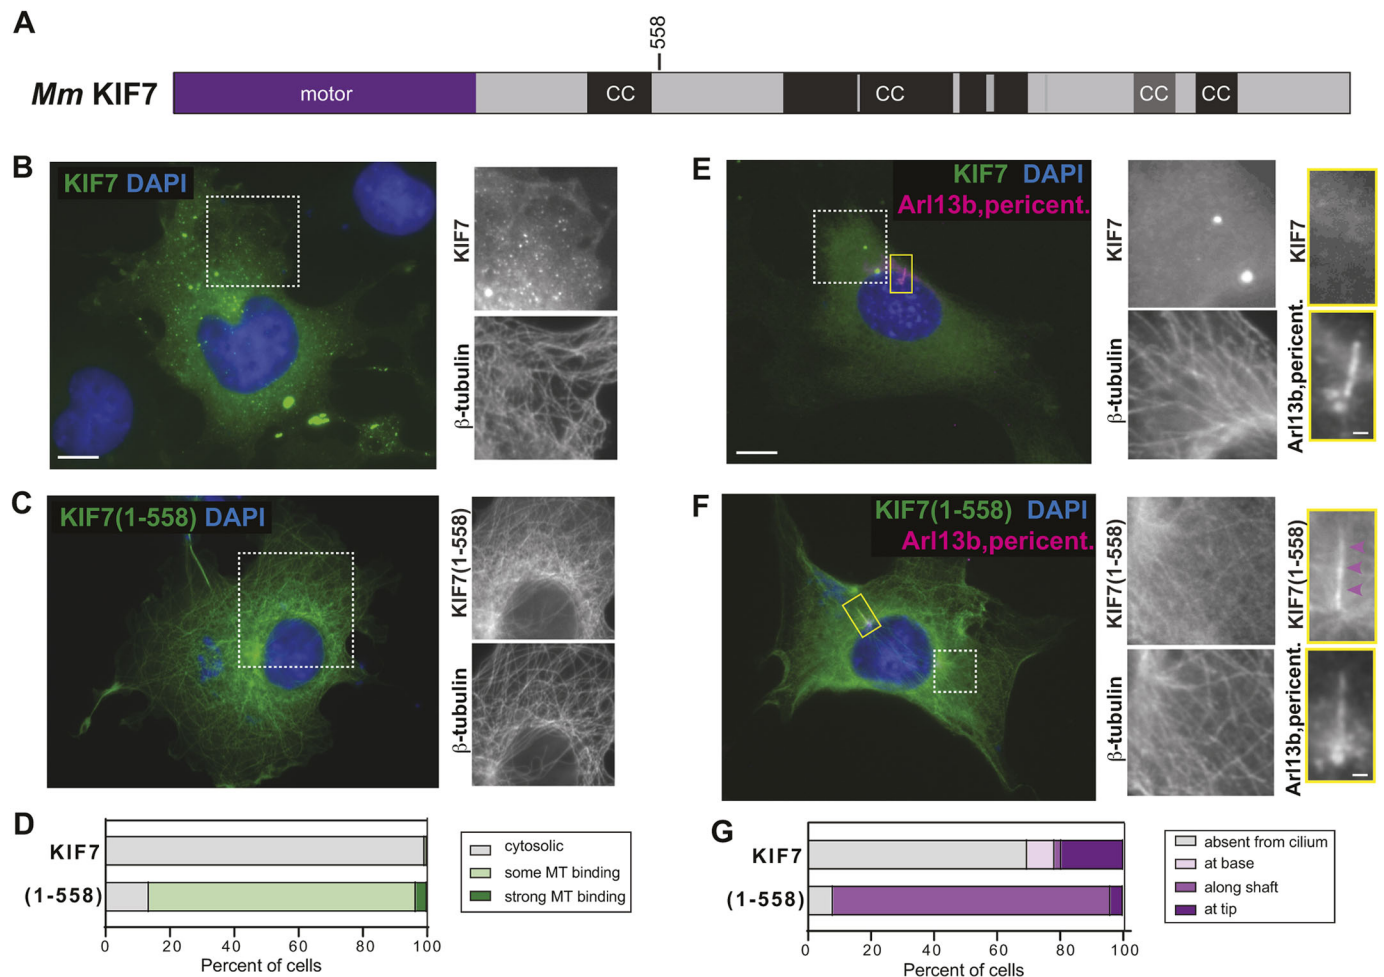 A
558
Mm KIF7
motor
CC
CC
CC
CC
B
KIF7 DAPI
KIF7
β-tubulin
E
KIF7 DAPI
Arl13b,pericent.
KIF7
β-tubulin
KIF7
Arl13b,pericent.
C
KIF7(1-558) DAPI
KIF7(1-558)
β-tubulin
F
KIF7(1-558) DAPI
Arl13b,pericent.
KIF7(1-558)
β-tubulin
KIF7(1-558)
Arl13b,pericent.
D
KIF7
(1-558)
0 20 40 60 80 100
Percent of cells
cytosolic
some MT binding
strong MT binding
G
KIF7
(1-558)
0 20 40 60 80 100
Percent of cells
absent from cilium
at base
along shaft
at tip